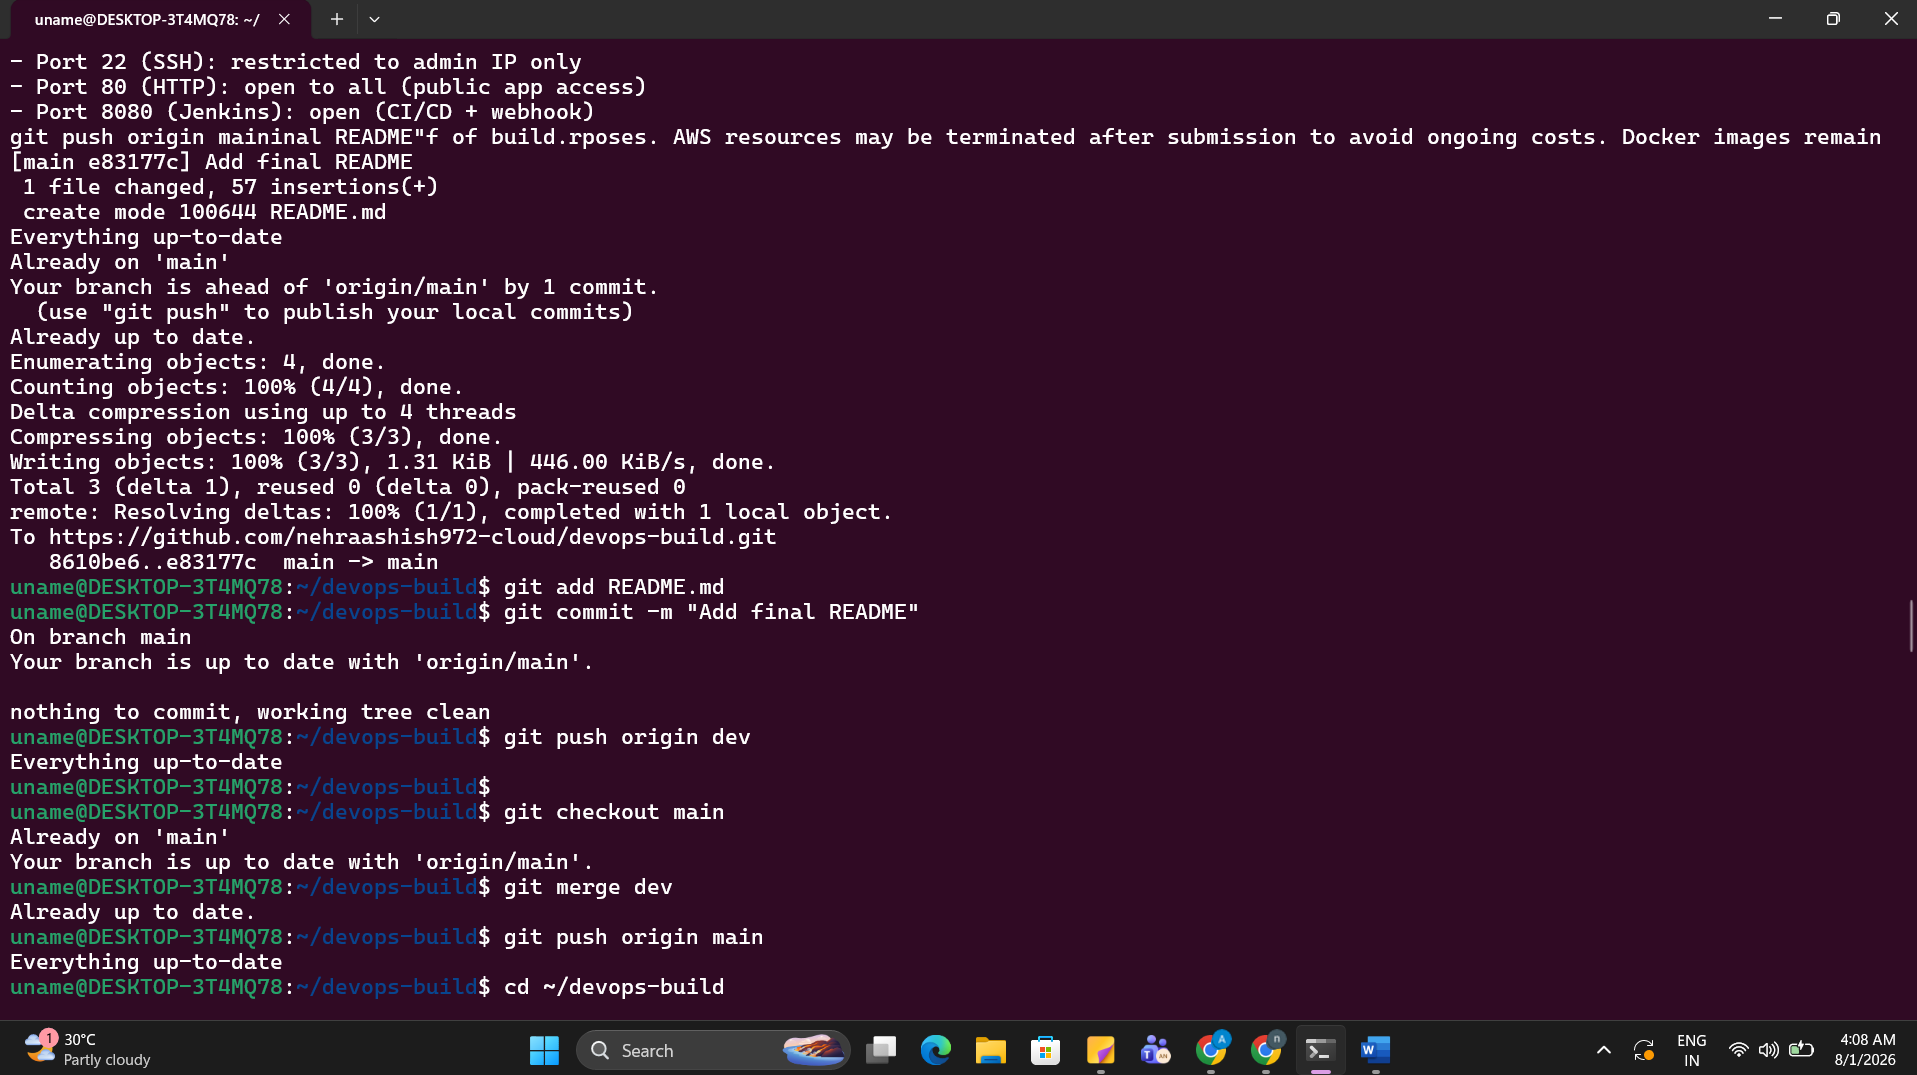 uname@DESKTOP-3T4MQ78: ~/
- Port 22 (SSH): restricted to admin IP only
- Port 80 (HTTP): open to all (public app access)
- Port 8080 (Jenkins): open (CI/CD + webhook)
git push origin maininal README"f of build.rposes. AWS resources may be terminated after submission to avoid ongoing costs. Docker images remain
[main e83177c] Add final README
 1 file changed, 57 insertions(+)
 create mode 100644 README.md
Everything up-to-date
Already on 'main'
Your branch is ahead of 'origin/main' by 1 commit.
  (use "git push" to publish your local commits)
Already up to date.
Enumerating objects: 4, done.
Counting objects: 100% (4/4), done.
Delta compression using up to 4 threads
Compressing objects: 100% (3/3), done.
Writing objects: 100% (3/3), 1.31 KiB | 446.00 KiB/s, done.
Total 3 (delta 1), reused 0 (delta 0), pack-reused 0
remote: Resolving deltas: 100% (1/1), completed with 1 local object.
To https://github.com/nehraashish972-cloud/devops-build.git
   8610be6..e83177c  main -> main
uname@DESKTOP-3T4MQ78:~/devops-build$ git add README.md
uname@DESKTOP-3T4MQ78:~/devops-build$ git commit -m "Add final README"
On branch main
Your branch is up to date with 'origin/main'.
nothing to commit, working tree clean
uname@DESKTOP-3T4MQ78:~/devops-build$ git push origin dev
Everything up-to-date
uname@DESKTOP-3T4MQ78:~/devops-build$
uname@DESKTOP-3T4MQ78:~/devops-build$ git checkout main
Already on 'main'
Your branch is up to date with 'origin/main'.
uname@DESKTOP-3T4MQ78:~/devops-build$ git merge dev
Already up to date.
uname@DESKTOP-3T4MQ78:~/devops-build$ git push origin main
Everything up-to-date
uname@DESKTOP-3T4MQ78:~/devops-build$ cd ~/devops-build
1
30°C
Partly cloudy
Search
T
AN
A
n
W
ENG
IN
4:08 AM
8/1/2026